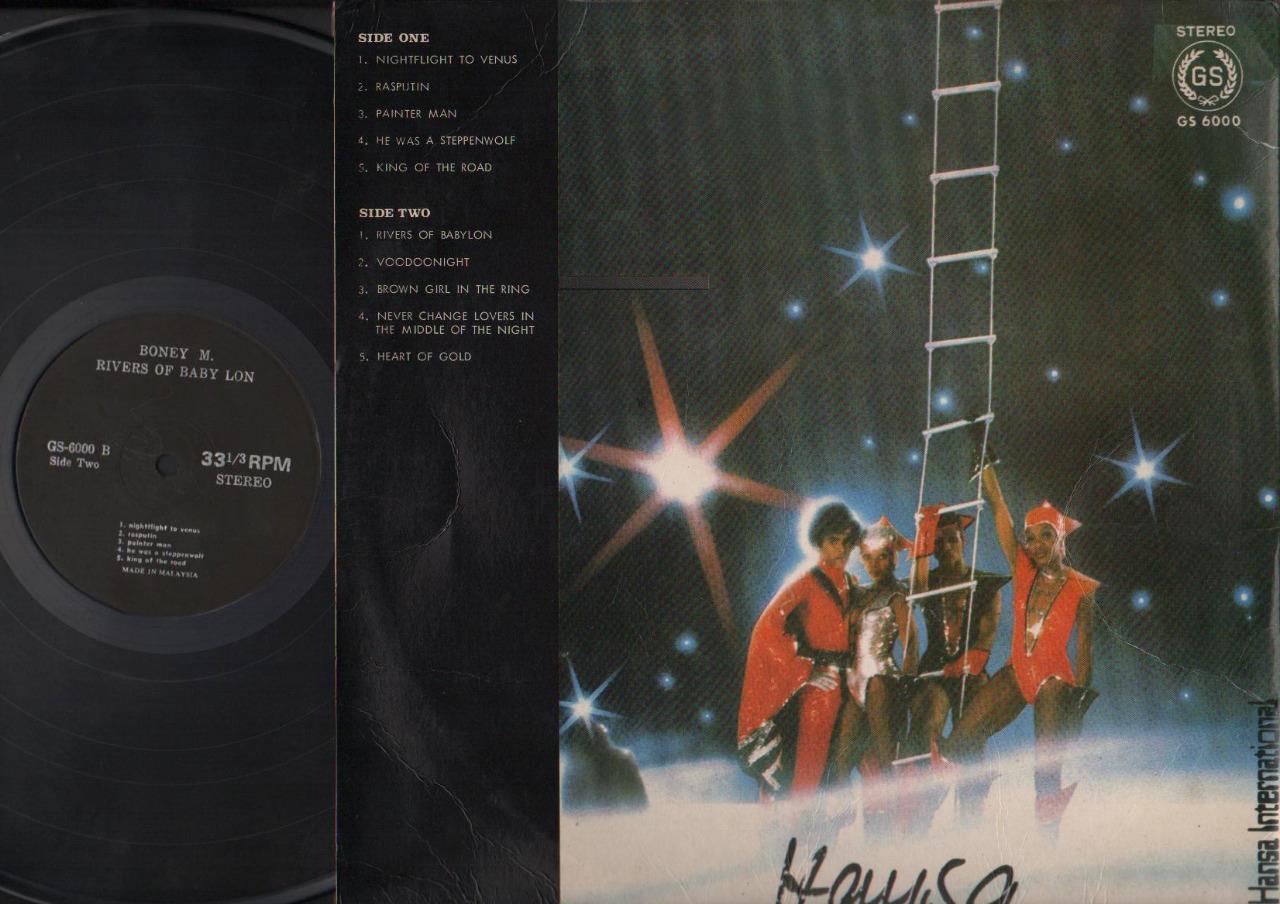 BONEY M.
RIVERS OF BABY LON
GS-6000 B
Side Two
33 1/3 RPM
STEREO
1. nightflight to venus
2. rasputin
3. painter man
4. he was a steppenwolf
5. king of the road
MADE IN MALAYSIA
SIDE ONE
1. NIGHTFLIGHT TO VENUS
2. RASPUTIN
3. PAINTER MAN
4. HE WAS A STEPPENWOLF
5. KING OF THE ROAD
SIDE TWO
1. RIVERS OF BABYLON
2. VOODOONIGHT
3. BROWN GIRL IN THE RING
4. NEVER CHANGE LOVERS IN
THE MIDDLE OF THE NIGHT
5. HEART OF GOLD
STEREO
GS
GS 6000
Hansa International